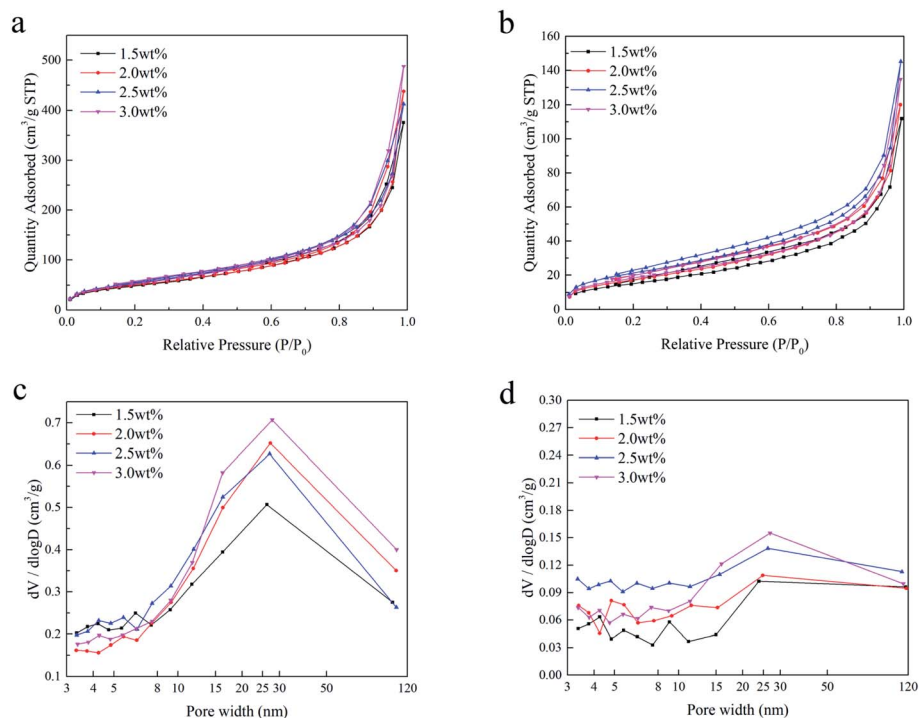 a
500
400
300
200
100
0
Quantity Adsorbed (cm³/g STP)
1.5wt%
2.0wt%
2.5wt%
3.0wt%
0.0 0.2 0.4 0.6 0.8 1.0
Relative Pressure (P/P₀)
b
160
140
120
100
80
60
40
20
0
Quantity Adsorbed (cm³/g STP)
1.5wt%
2.0wt%
2.5wt%
3.0wt%
0.0 0.2 0.4 0.6 0.8 1.0
Relative Pressure (P/P₀)
c
0.7
0.6
0.5
0.4
0.3
0.2
0.1
dV / dlogD (cm³/g)
1.5wt%
2.0wt%
2.5wt%
3.0wt%
3 4 5 8 10 15 20 25 30 50 120
Pore width (nm)
d
0.30
0.27
0.24
0.21
0.18
0.15
0.12
0.09
0.06
0.03
0.00
dV / dlogD (cm³/g)
1.5wt%
2.0wt%
2.5wt%
3.0wt%
3 4 5 8 10 15 20 25 30 50 120
Pore width (nm)